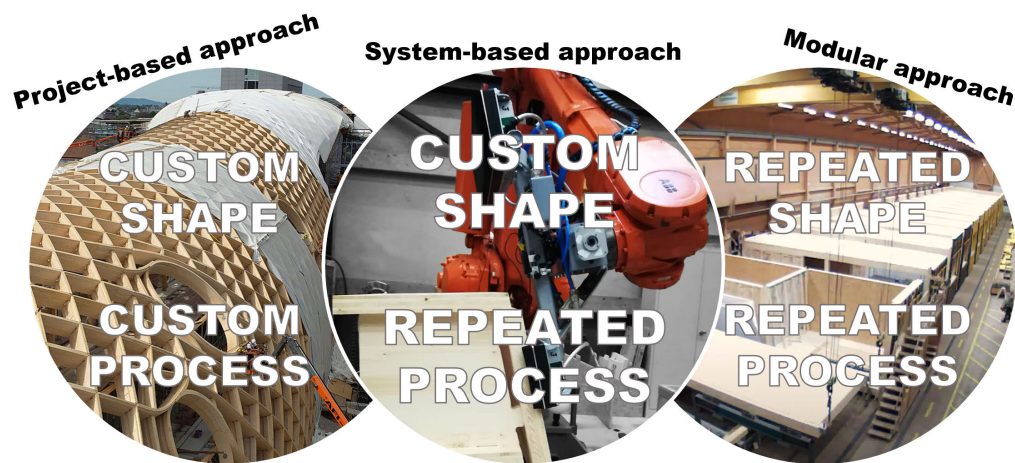 Project-based approach
CUSTOM
SHAPE
CUSTOM
PROCESS
System-based approach
CUSTOM
SHAPE
ABB
REPEATED
PROCESS
Modular approach
REPEATED
SHAPE
REPEATED
PROCESS